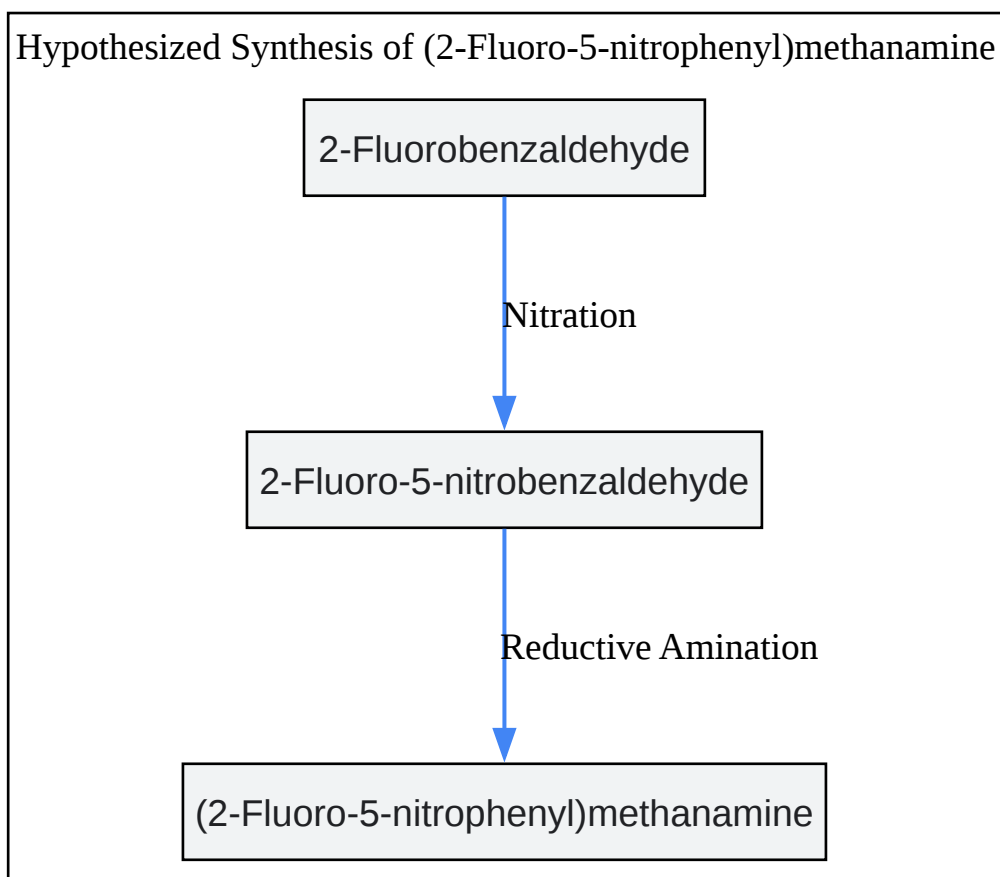 Hypothesized Synthesis of (2-Fluoro-5-nitrophenyl)methanamine
2-Fluorobenzaldehyde
Nitration
2-Fluoro-5-nitrobenzaldehyde
Reductive Amination
(2-Fluoro-5-nitrophenyl)methanamine